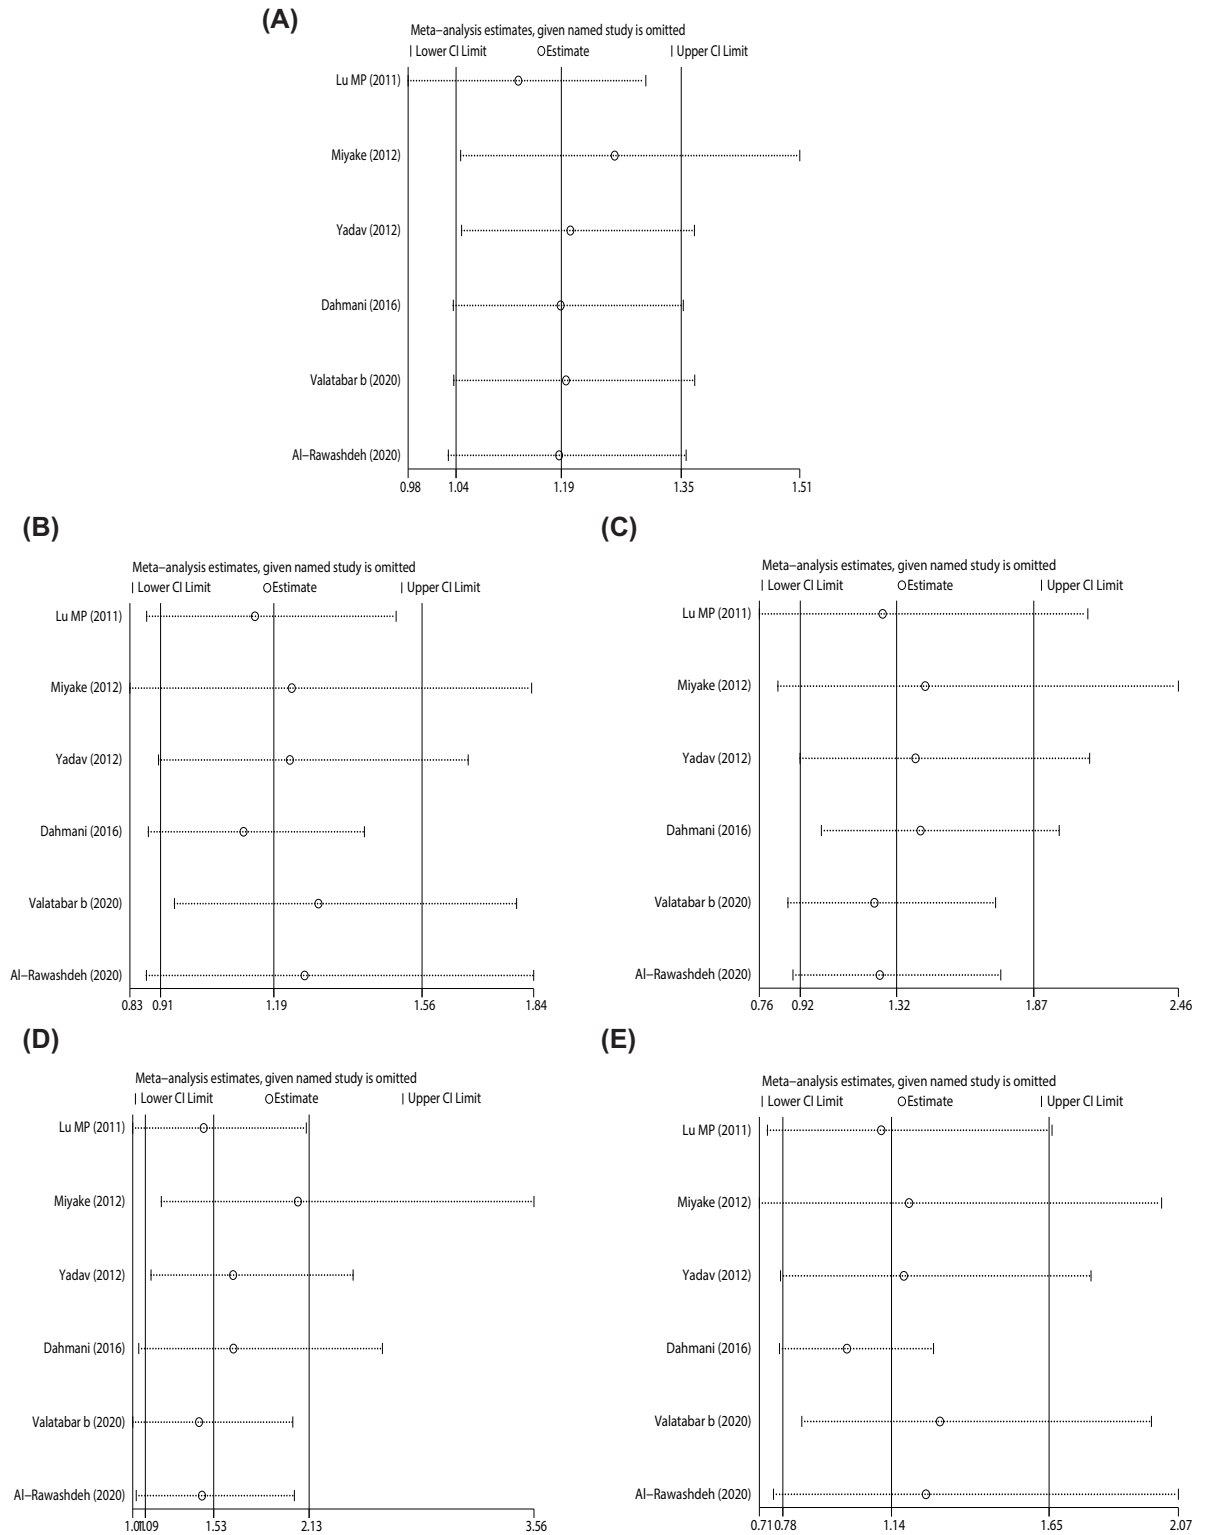 (A)
Meta−analysis estimates, given named study is omitted
| Lower CI Limit OEstimate | Upper CI Limit
Lu MP (2011)
Miyake (2012)
Yadav (2012)
Dahmani (2016)
Valatabar b (2020)
Al−Rawashdeh (2020)
0.98 1.04 1.19 1.35 1.51
(B)
Meta−analysis estimates, given named study is omitted
| Lower CI Limit OEstimate | Upper CI Limit
Lu MP (2011)
Miyake (2012)
Yadav (2012)
Dahmani (2016)
Valatabar b (2020)
Al−Rawashdeh (2020)
0.83 0.91 1.19 1.56 1.84
(C)
Meta−analysis estimates, given named study is omitted
| Lower CI Limit OEstimate | Upper CI Limit
Lu MP (2011)
Miyake (2012)
Yadav (2012)
Dahmani (2016)
Valatabar b (2020)
Al−Rawashdeh (2020)
0.76 0.92 1.32 1.87 2.46
(D)
Meta−analysis estimates, given named study is omitted
| Lower CI Limit OEstimate | Upper CI Limit
Lu MP (2011)
Miyake (2012)
Yadav (2012)
Dahmani (2016)
Valatabar b (2020)
Al−Rawashdeh (2020)
1.01 1.09 1.53 2.13 3.56
(E)
Meta−analysis estimates, given named study is omitted
| Lower CI Limit OEstimate | Upper CI Limit
Lu MP (2011)
Miyake (2012)
Yadav (2012)
Dahmani (2016)
Valatabar b (2020)
Al−Rawashdeh (2020)
0.71 0.78 1.14 1.65 2.07